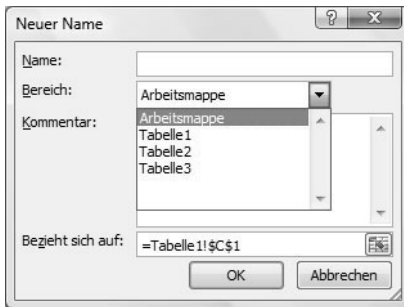 Neuer Name
Name:
Bereich:
Arbeitsmappe
Kommentar:
Arbeitsmappe
Tabelle1
Tabelle2
Tabelle3
Bezieht sich auf:
=Tabelle1!$C$1
OK
Abbrechen